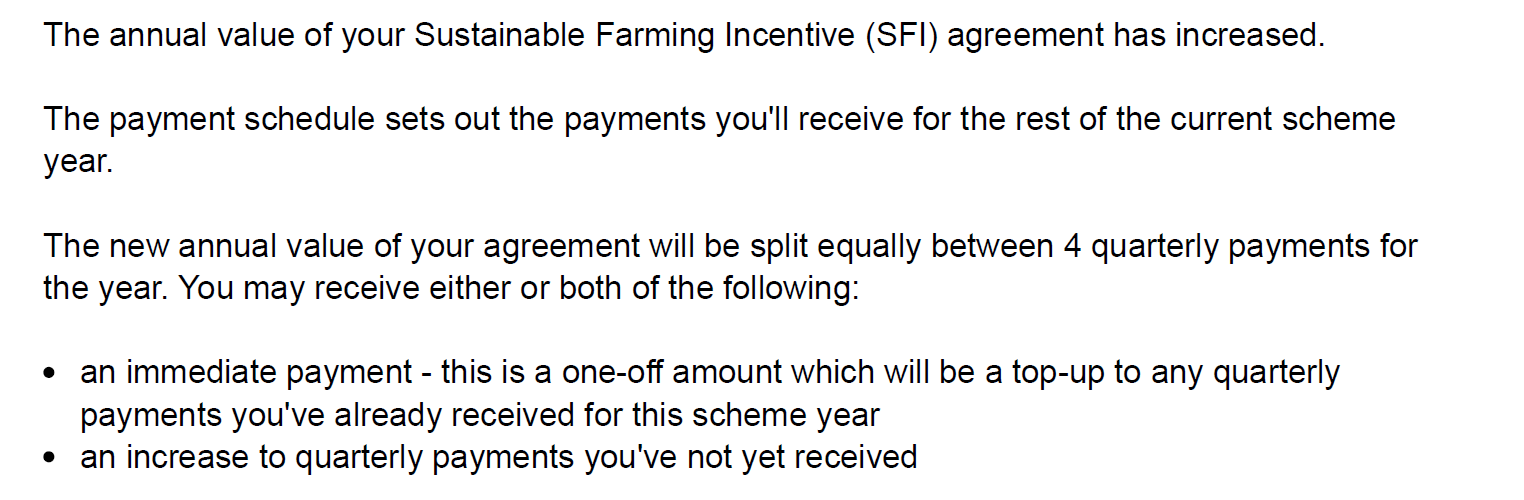 The annual value of your Sustainable Farming Incentive (SFI) agreement has increased.
The payment schedule sets out the payments you'll receive for the rest of the current scheme
year.
The new annual value of your agreement will be split equally between 4 quarterly payments for
the year. You may receive either or both of the following:
• an immediate payment - this is a one-off amount which will be a top-up to any quarterly
payments you've already received for this scheme year
• an increase to quarterly payments you've not yet received